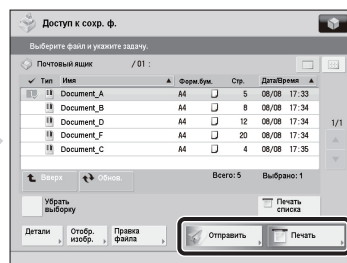 Доступ к сохр. ф.
Выберите файл и укажите задачу.
Почтовый ящик / 01 :
Тип Имя Форм.бум. Стр. Дата/Время
Document_A A4 5 08/08 17:33
Document_B A4 8 08/08 17:34
Document_D A4 12 08/08 17:34
Document_F A4 20 08/08 17:34
Document_C A4 4 08/08 17:35
1/1
Вверх Обнов. Всего: 5 Выбрано: 1
Убрать выборку
Печать списка
Детали
Отобр. изобр.
Правка файла
Отправить
Печать